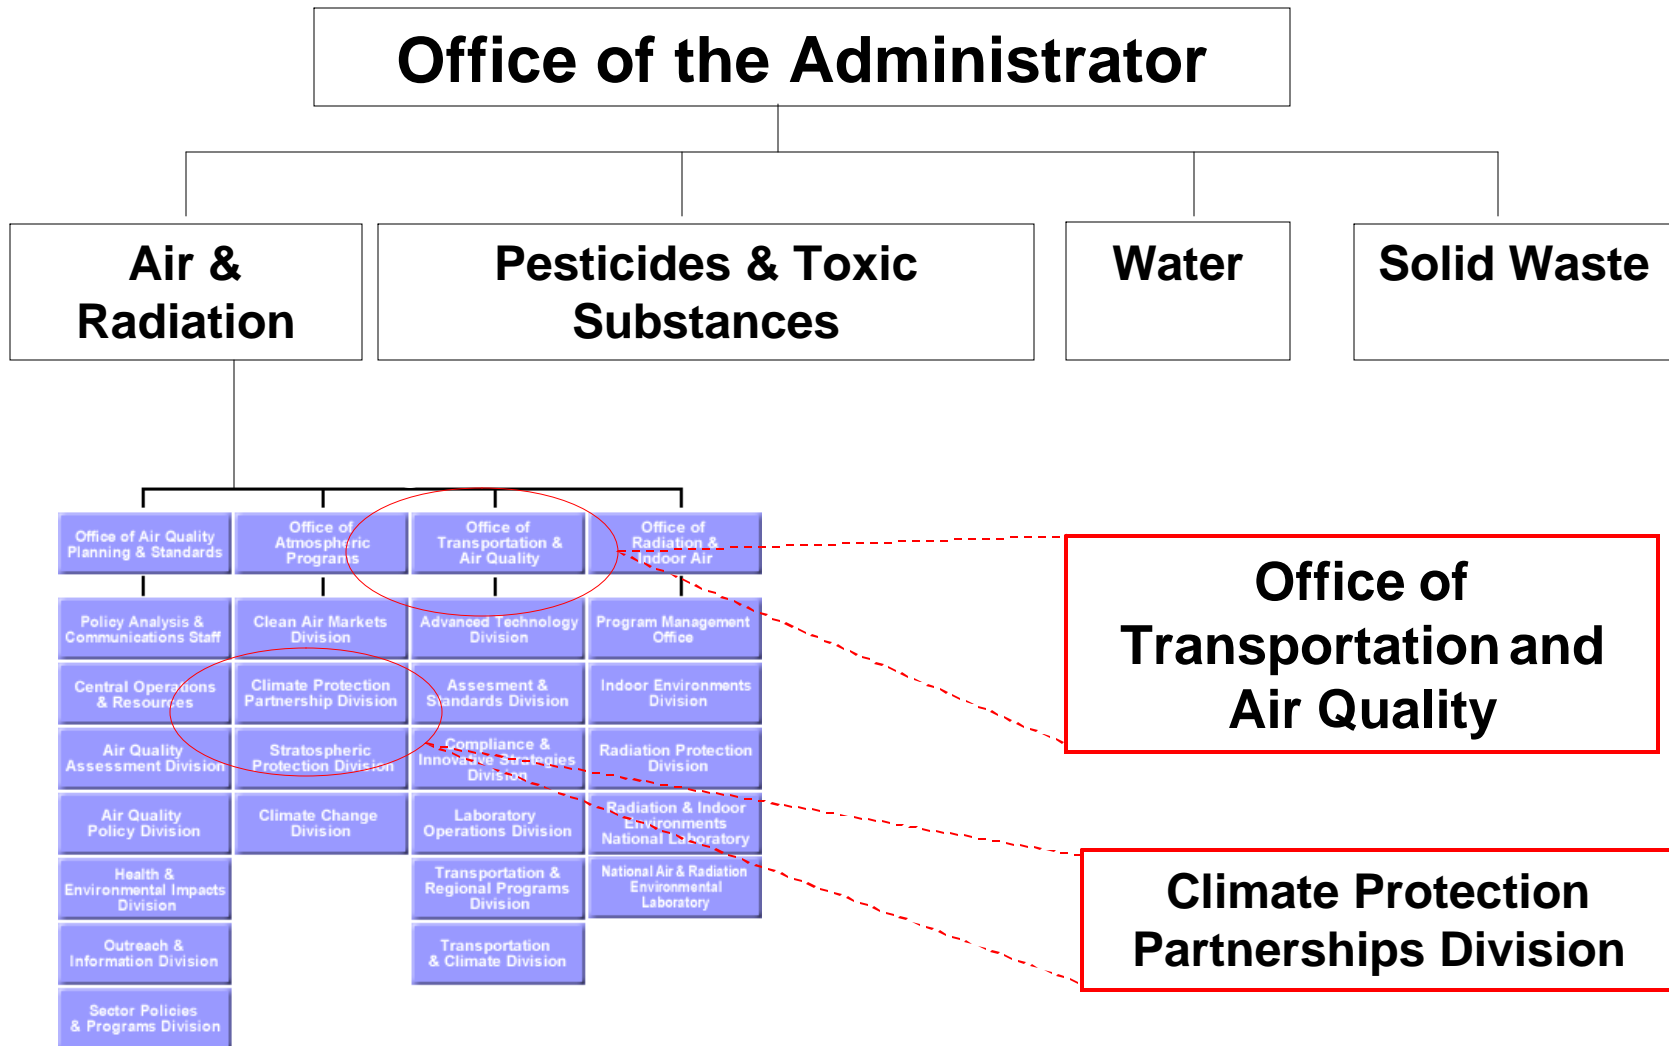 Office of the Administrator
Air &
Radiation
Pesticides & Toxic
Substances
Water
Solid Waste
Office of Air Quality
Planning & Standards
Office of
Atmospheric
Programs
Office of
Transportation &
Air Quality
Office of
Radiation &
Indoor Air
Policy Analysis &
Communications Staff
Central Operations
& Resources
Air Quality
Assessment Division
Air Quality
Policy Division
Health &
Environmental Impacts
Division
Outreach &
Information Division
Sector Policies
& Programs Division
Clean Air Markets
Division
Climate Protection
Partnership Division
Stratospheric
Protection Division
Climate Change
Division
Advanced Technology
Division
Assesment &
Standards Division
Compliance &
Innovative Strategies
Division
Laboratory
Operations Division
Transportation &
Regional Programs
Division
Transportation
& Climate Division
Program Management
Office
Indoor Environments
Division
Radiation Protection
Division
Radiation & Indoor
Environments
National Laboratory
National Air & Radiation
Environmental
Laboratory
Office of
Transportation and
Air Quality
Climate Protection
Partnerships Division